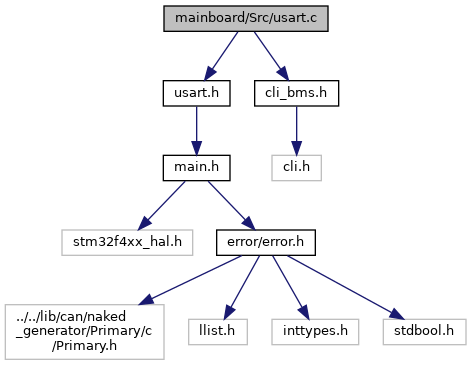 mainboard/Src/usart.c
usart.h
cli_bms.h
main.h
cli.h
stm32f4xx_hal.h
error/error.h
../../lib/can/naked
_generator/Primary/c
/Primary.h
llist.h
inttypes.h
stdbool.h